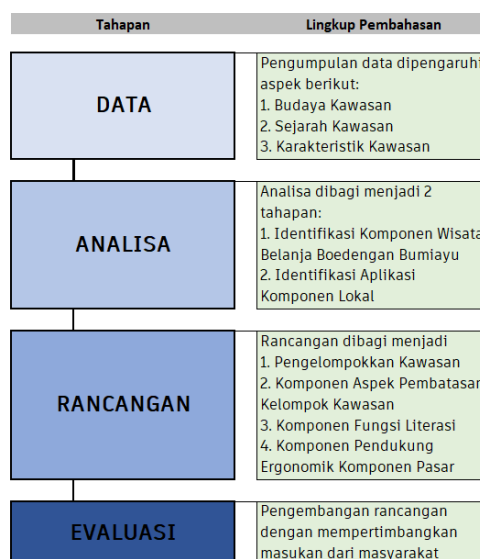 Tahapan
Lingkup Pembahasan
DATA
Pengumpulan data dipengaruhi
aspek berikut:
1. Budaya Kawasan
2. Sejarah Kawasan
3. Karakteristik Kawasan
ANALISA
Analisa dibagi menjadi 2
tahapan:
1. Identifikasi Komponen Wisata
Belanja Boedengan Bumiayu
2. Identifikasi Aplikasi
Komponen Lokal
RANCANGAN
Rancangan dibagi menjadi
1. Pengelompokkan Kawasan
2. Komponen Aspek Pembatasan
Kelompok Kawasan
3. Komponen Fungsi Literasi
4. Komponen Pendukung
Ergonomik Komponen Pasar
EVALUASI
Pengembangan rancangan
dengan mempertimbangkan
masukan dari masyarakat